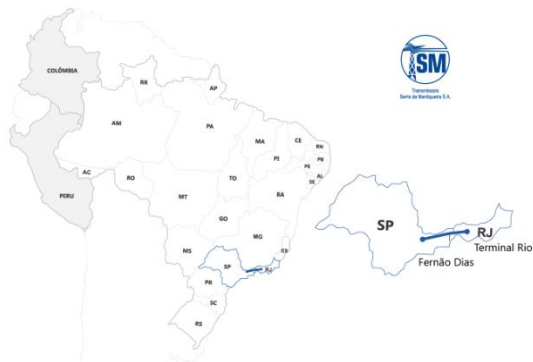 COLÔMBIA
PERU
RR
AP
AM
PA
MA
CE
RN
PB
PE
AL
SE
PI
AC
RO
TO
BA
MT
GO
MG
ES
MS
SP
RJ
PR
SC
RS
TSM
Transmissora
Serra da Mantiqueira S.A.
SP
RJ
Terminal Rio
Fernão Dias